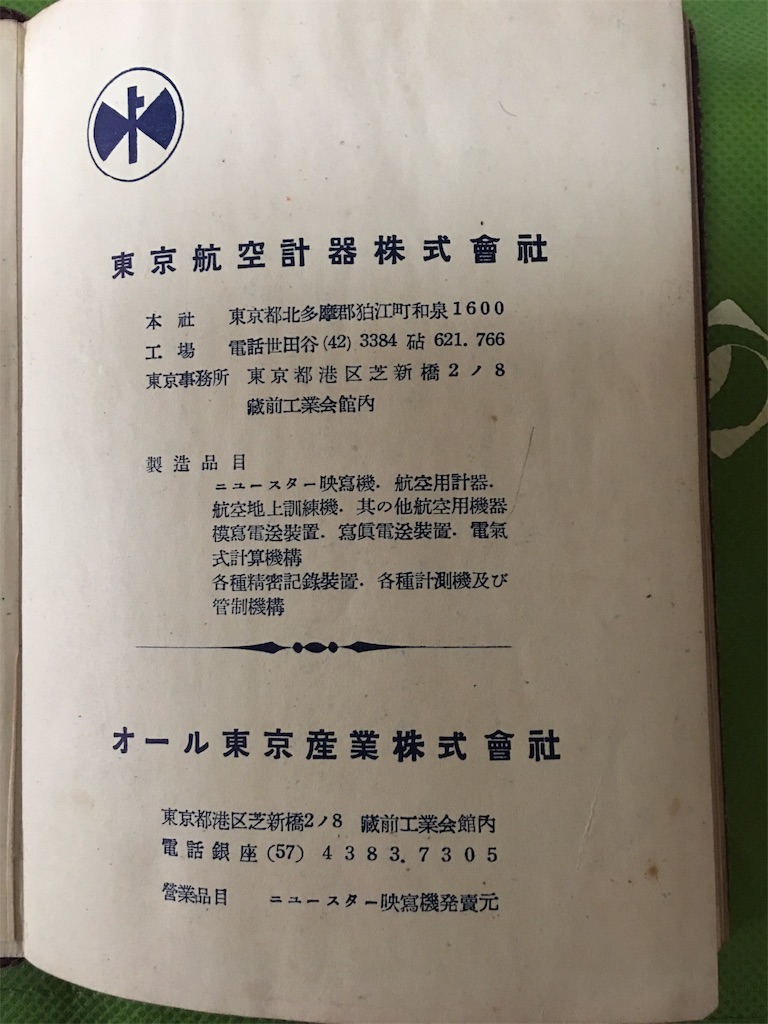 東京航空計器株式會社
本社 東京都北多摩郡狛江町和泉1600
工場 電話世田谷(42)3384 砧 621.766
東京事務所 東京都港区芝新橋2ノ8
蔵前工業会館内
製造品目
ニュースター映寫機. 航空用計器.
航空地上訓練機. 其の他航空用機器
模寫電送裝置. 寫眞電送裝置. 電氣
式計算機構
各種精密記錄裝置. 各種計測機及び
管制機構
オール東京産業株式會社
東京都港区芝新橋2ノ8 蔵前工業会館内
電話銀座(57)4383.7305
營業品目 ニュースター映寫機発賣元